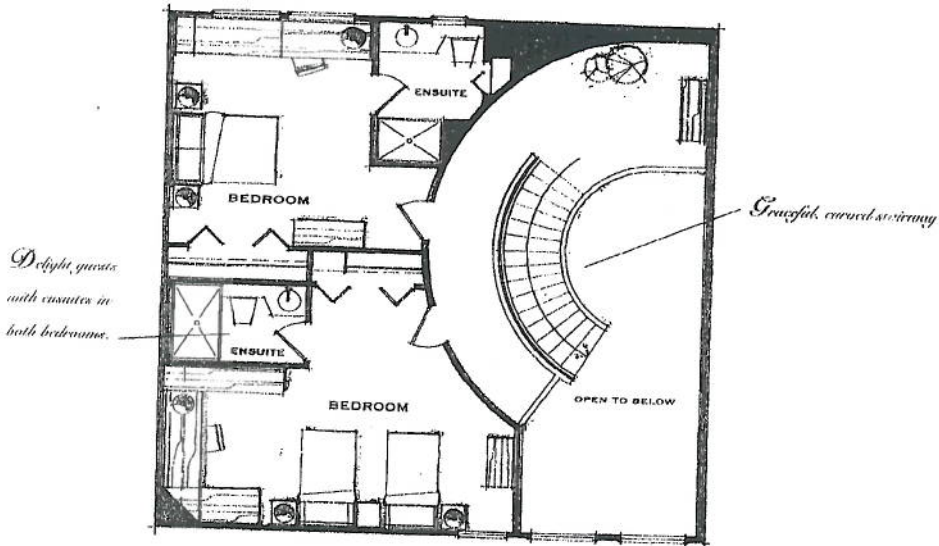 ENSUITE
BEDROOM
Graceful, curved stairway
Delight guests
with ensuites in
both bedrooms.
ENSUITE
BEDROOM
OPEN TO BELOW